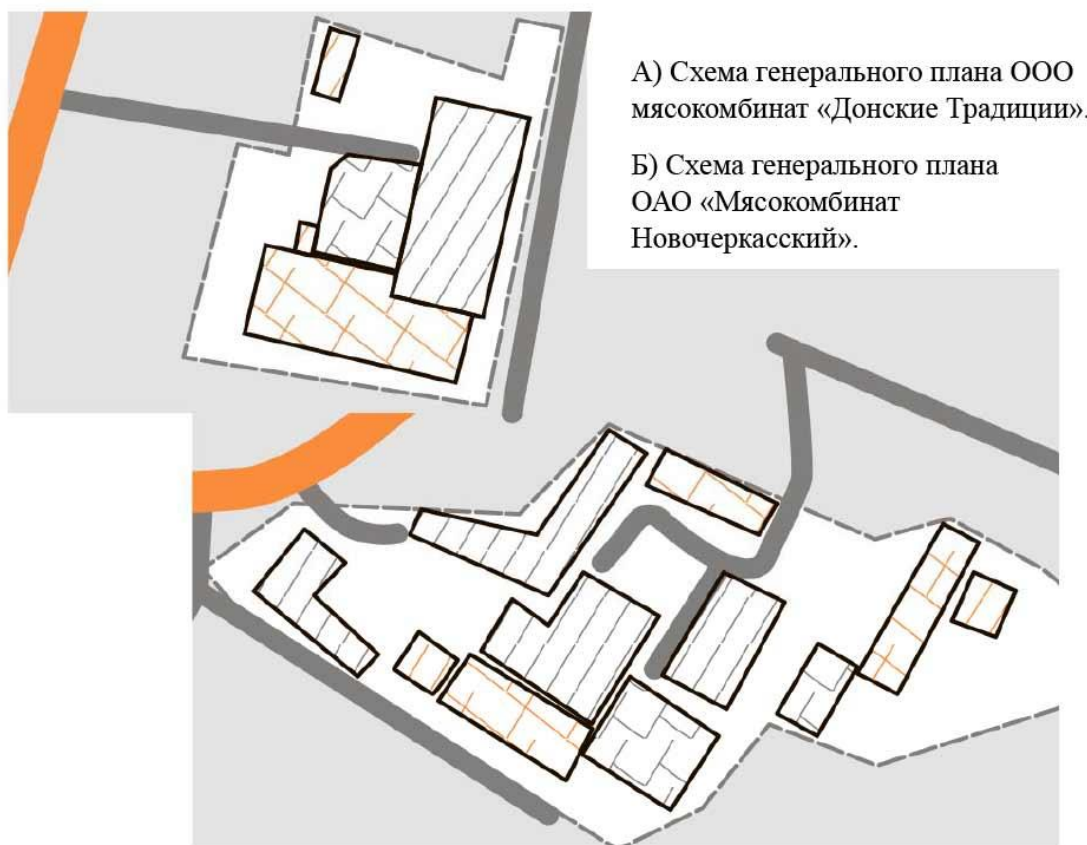 А) Схема генерального плана ООО
мясокомбинат «Донские Традиции».
Б) Схема генерального плана
ОАО «Мясокомбинат
Новочеркасский».